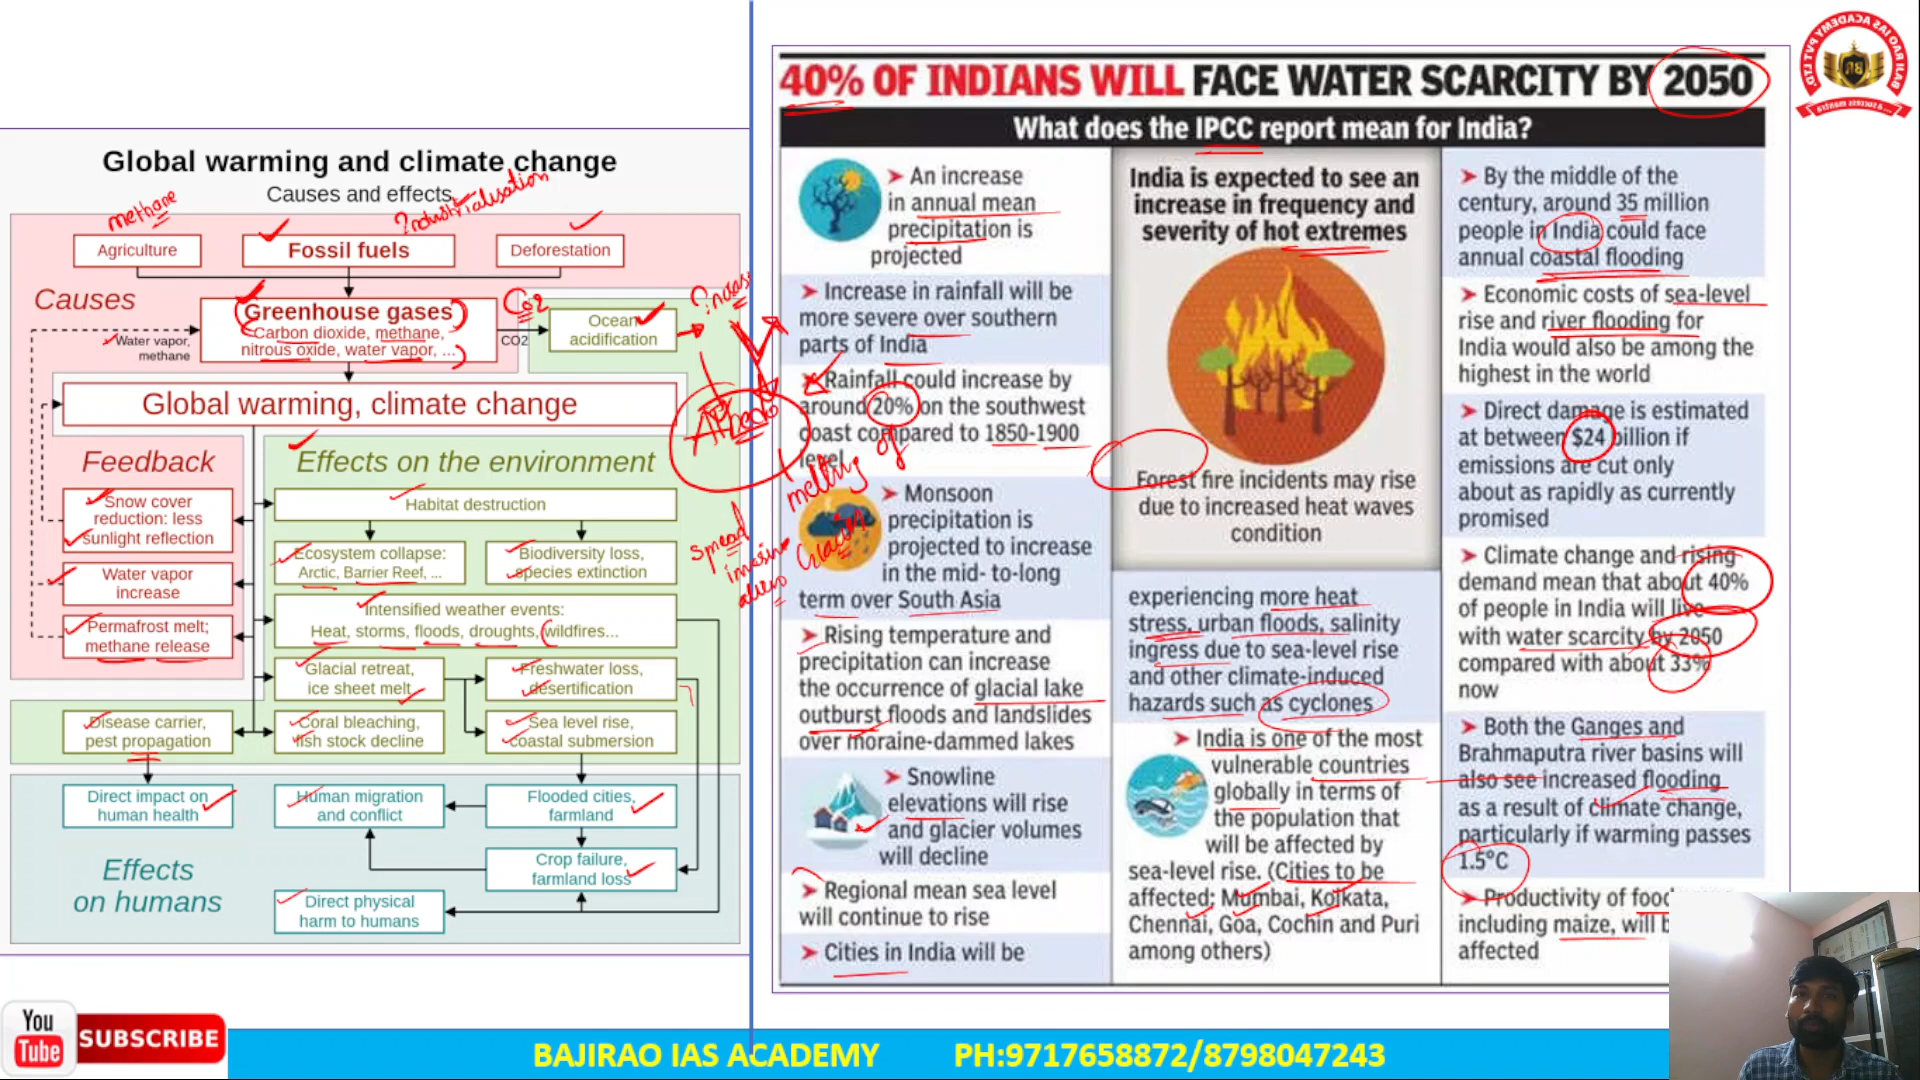 Global warming and climate change
Causes and effects
methane
Industrialisation
Agriculture
Fossil fuels
Deforestation
Causes
Greenhouse gases
Carbon dioxide, methane,
nitrous oxide, water vapor, ...
Water vapor,
methane
CO2
CO2
Ocean
acidification
Global warming, climate change
Feedback
Snow cover
reduction: less
sunlight reflection
Water vapor
increase
Permafrost melt;
methane release
Effects on the environment
Habitat destruction
Ecosystem collapse:
Arctic, Barrier Reef, ...
Biodiversity loss,
species extinction
Intensified weather events:
Heat, storms, floods, droughts, wildfires...
Glacial retreat,
ice sheet melt
Freshwater loss,
desertification
Disease carrier,
pest propagation
Coral bleaching,
fish stock decline
Sea level rise,
coastal submersion
Direct impact on
human health
Human migration
and conflict
Flooded cities,
farmland
Effects
on humans
Crop failure,
farmland loss
Direct physical
harm to humans
melting of
spread
40% OF INDIANS WILL FACE WATER SCARCITY BY 2050
What does the IPCC report mean for India?
An increase
in annual mean
precipitation is
projected
Increase in rainfall will be
more severe over southern
parts of India
Rainfall could increase by
around 20% on the southwest
coast compared to 1850-1900
level
Monsoon
precipitation is
projected to increase
in the mid- to-long
term over South Asia
Rising temperature and
precipitation can increase
the occurrence of glacial lake
outburst floods and landslides
over moraine-dammed lakes
Snowline
elevations will rise
and glacier volumes
will decline
Regional mean sea level
will continue to rise
Cities in India will be
India is expected to see an
increase in frequency and
severity of hot extremes
Forest fire incidents may rise
due to increased heat waves
condition
experiencing more heat
stress, urban floods, salinity
ingress due to sea-level rise
and other climate-induced
hazards such as cyclones
India is one of the most
vulnerable countries
globally in terms of
the population that
will be affected by
sea-level rise. (Cities to be
affected; Mumbai, Kolkata,
Chennai, Goa, Cochin and Puri
among others)
By the middle of the
century, around 35 million
people in India could face
annual coastal flooding
Economic costs of sea-level
rise and river flooding for
India would also be among the
highest in the world
Direct damage is estimated
at between $24 billion if
emissions are cut only
about as rapidly as currently
promised
Climate change and rising
demand mean that about 40%
of people in India will live
with water scarcity by 2050
compared with about 33%
now
Both the Ganges and
Brahmaputra river basins will
also see increased flooding
as a result of climate change,
particularly if warming passes
1.5°C
Productivity of
including maize, will
affected
You
Tube
SUBSCRIBE
BAJIRAO IAS ACADEMY PH:9717658872/8798047243